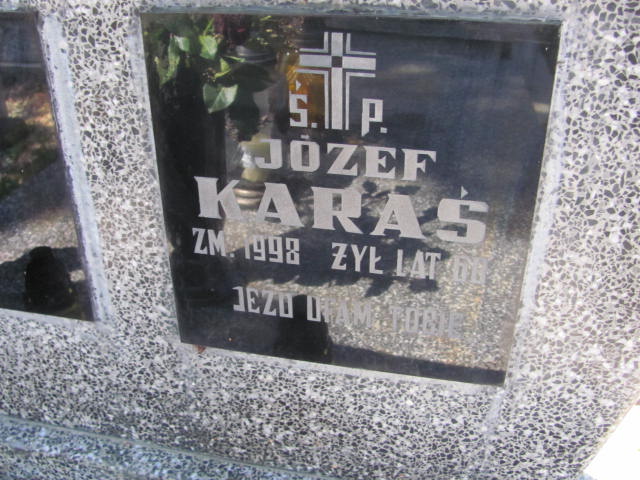 Ś. P.
JÓZEF
KARAŚ
ZM. 1998 ŻYŁ LAT
JEZU UFAM TOBIE